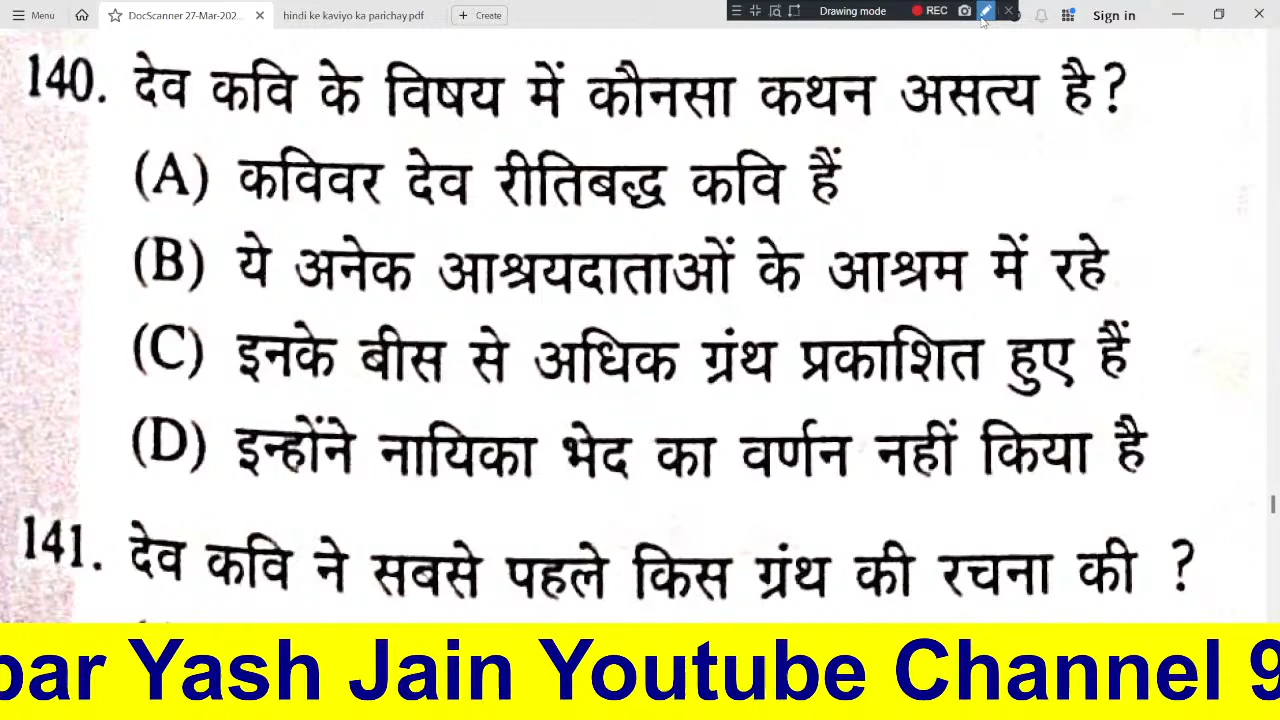 Menu
DocScanner 27-Mar-202...
hindi ke kaviyo ka parichay.pdf
Create
Drawing mode
REC
Sign in
140. देव कवि के विषय में कौनसा कथन असत्य है?
(A) कविवर देव रीतिबद्ध कवि हैं
(B) ये अनेक आश्रयदाताओं के आश्रम में रहे
(C) इनके बीस से अधिक ग्रंथ प्रकाशित हुए हैं
(D) इन्होंने नायिका भेद का वर्णन नहीं किया है
141. देव कवि ने सबसे पहले किस ग्रंथ की रचना की ?
par Yash Jain Youtube Channel 9